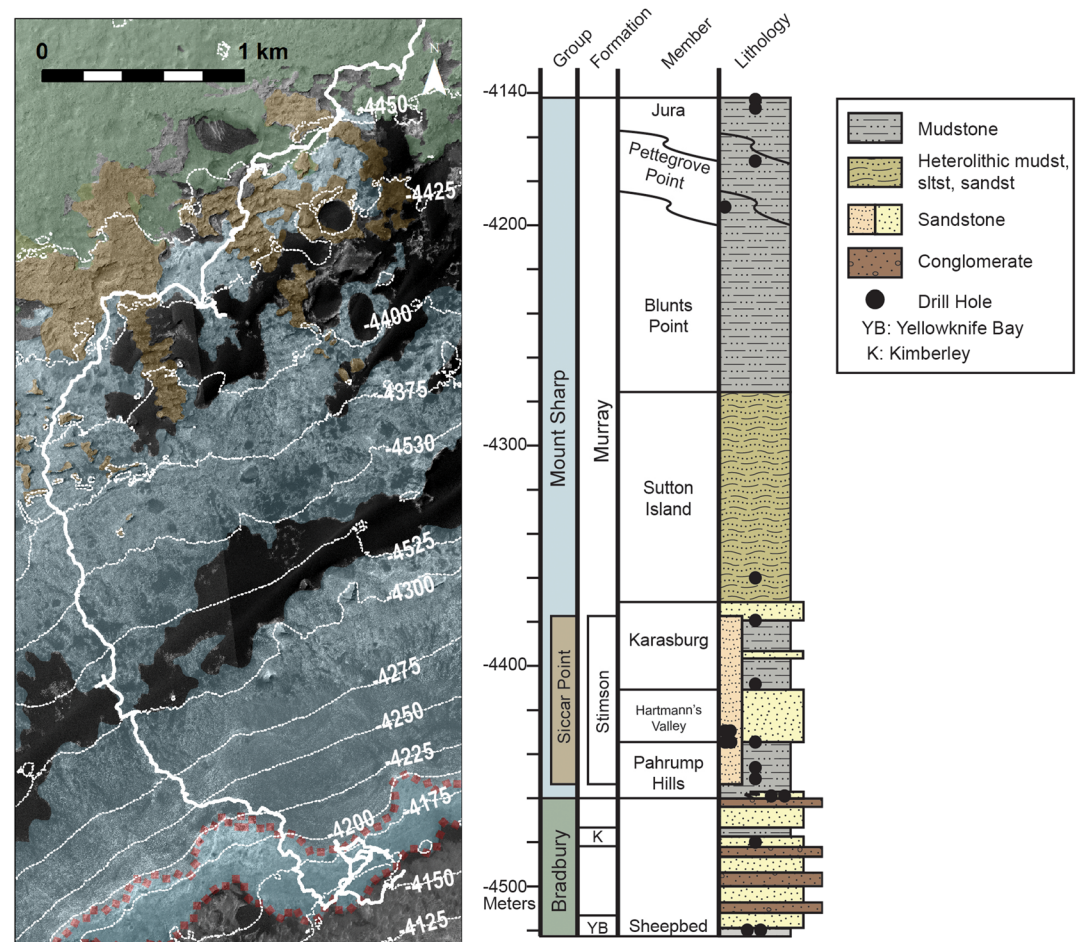 0
1 km
N
-4450
-4425
-4400
-4375
-4530
-4525
-4300
-4275
-4250
-4225
-4200
-4175
-4150
-4125
Group
Formation
Member
Lithology
-4140
-4200
-4300
-4400
-4500
Meters
Mount Sharp
Siccar Point
Bradbury
Murray
Stimson
K
YB
Jura
Pettegrove
Point
Blunts
Point
Sutton
Island
Karasburg
Hartmann's
Valley
Pahrump
Hills
Sheepbed
Mudstone
Heterolithic mudst,
sltst, sandst
Sandstone
Conglomerate
Drill Hole
YB: Yellowknife Bay
K: Kimberley